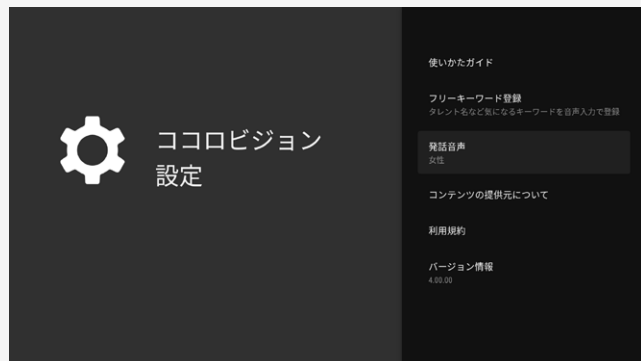 ココロビジョン
設定
使いかたガイド
フリーキーワード登録
タレント名など気になるキーワードを音声入力で登録
発話音声
女性
コンテンツの提供元について
利用規約
バージョン情報
4.00.00